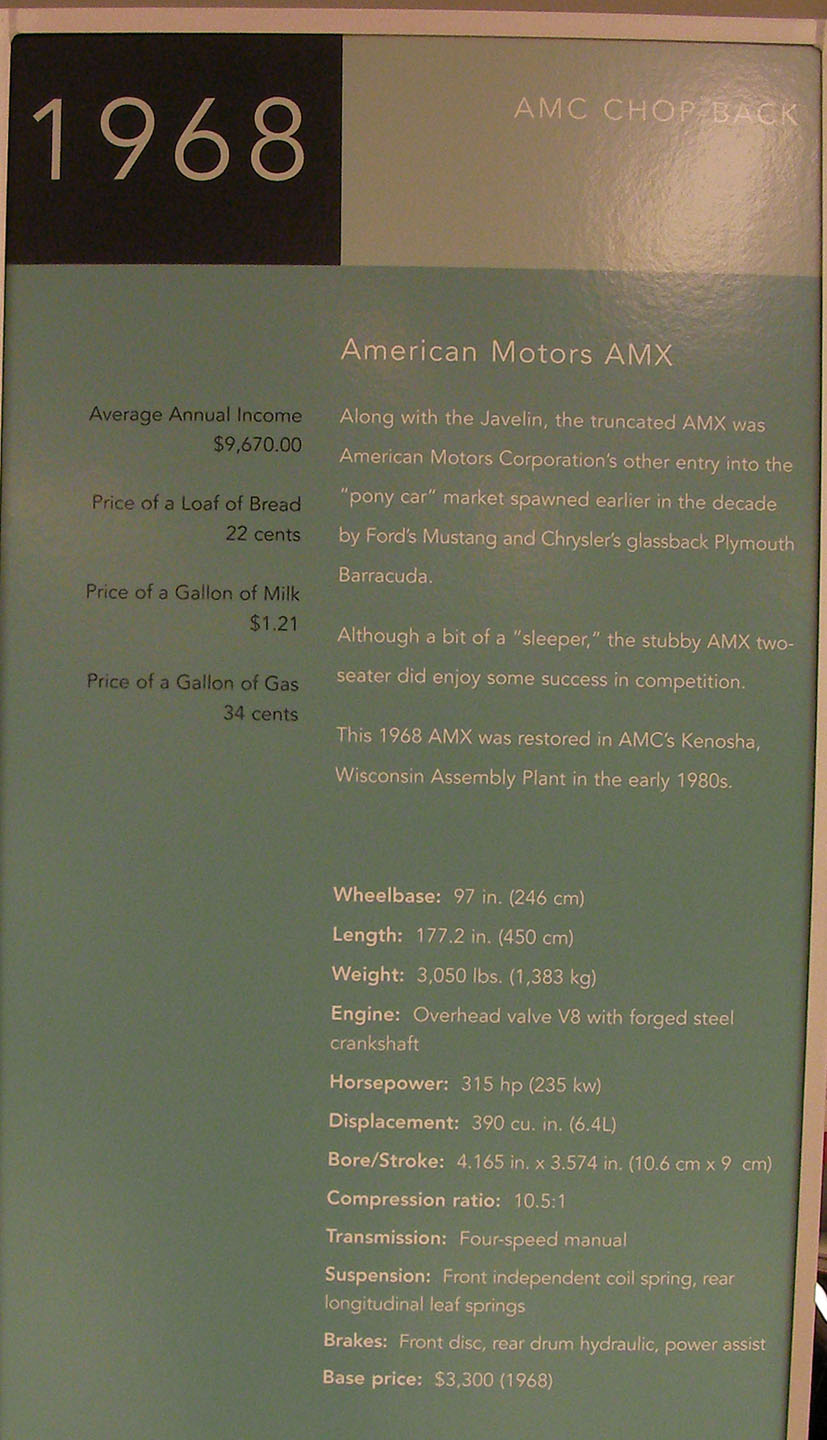 1968
AMC CHOP BACK
American Motors AMX
Average Annual Income
$9,670.00
Price of a Loaf of Bread
22 cents
Price of a Gallon of Milk
$1.21
Price of a Gallon of Gas
34 cents
Along with the Javelin, the truncated AMX was
American Motors Corporation's other entry into the
"pony car" market spawned earlier in the decade
by Ford's Mustang and Chrysler's glassback Plymouth
Barracuda.
Although a bit of a "sleeper," the stubby AMX two-
seater did enjoy some success in competition.
This 1968 AMX was restored in AMC's Kenosha,
Wisconsin Assembly Plant in the early 1980s.
Wheelbase: 97 in. (246 cm)
Length: 177.2 in. (450 cm)
Weight: 3,050 lbs. (1,383 kg)
Engine: Overhead valve V8 with forged steel
crankshaft
Horsepower: 315 hp (235 kw)
Displacement: 390 cu. in. (6.4L)
Bore/Stroke: 4.165 in. x 3.574 in. (10.6 cm x 9 cm)
Compression ratio: 10.5:1
Transmission: Four-speed manual
Suspension: Front independent coil spring, rear
longitudinal leaf springs
Brakes: Front disc, rear drum hydraulic, power assist
Base price: $3,300 (1968)